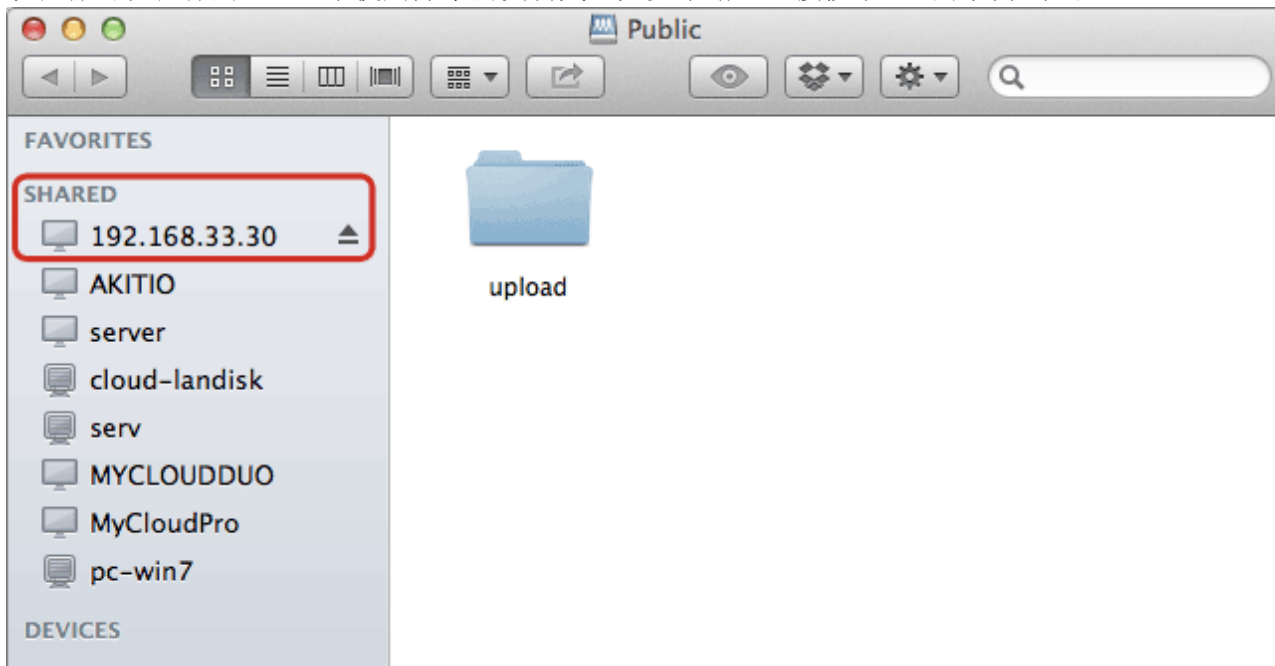 Public
FAVORITES
SHARED
192.168.33.30
AKITIO
upload
server
cloud-landisk
serv
MYCLOUDDUO
MyCloudPro
pc-win7
DEVICES